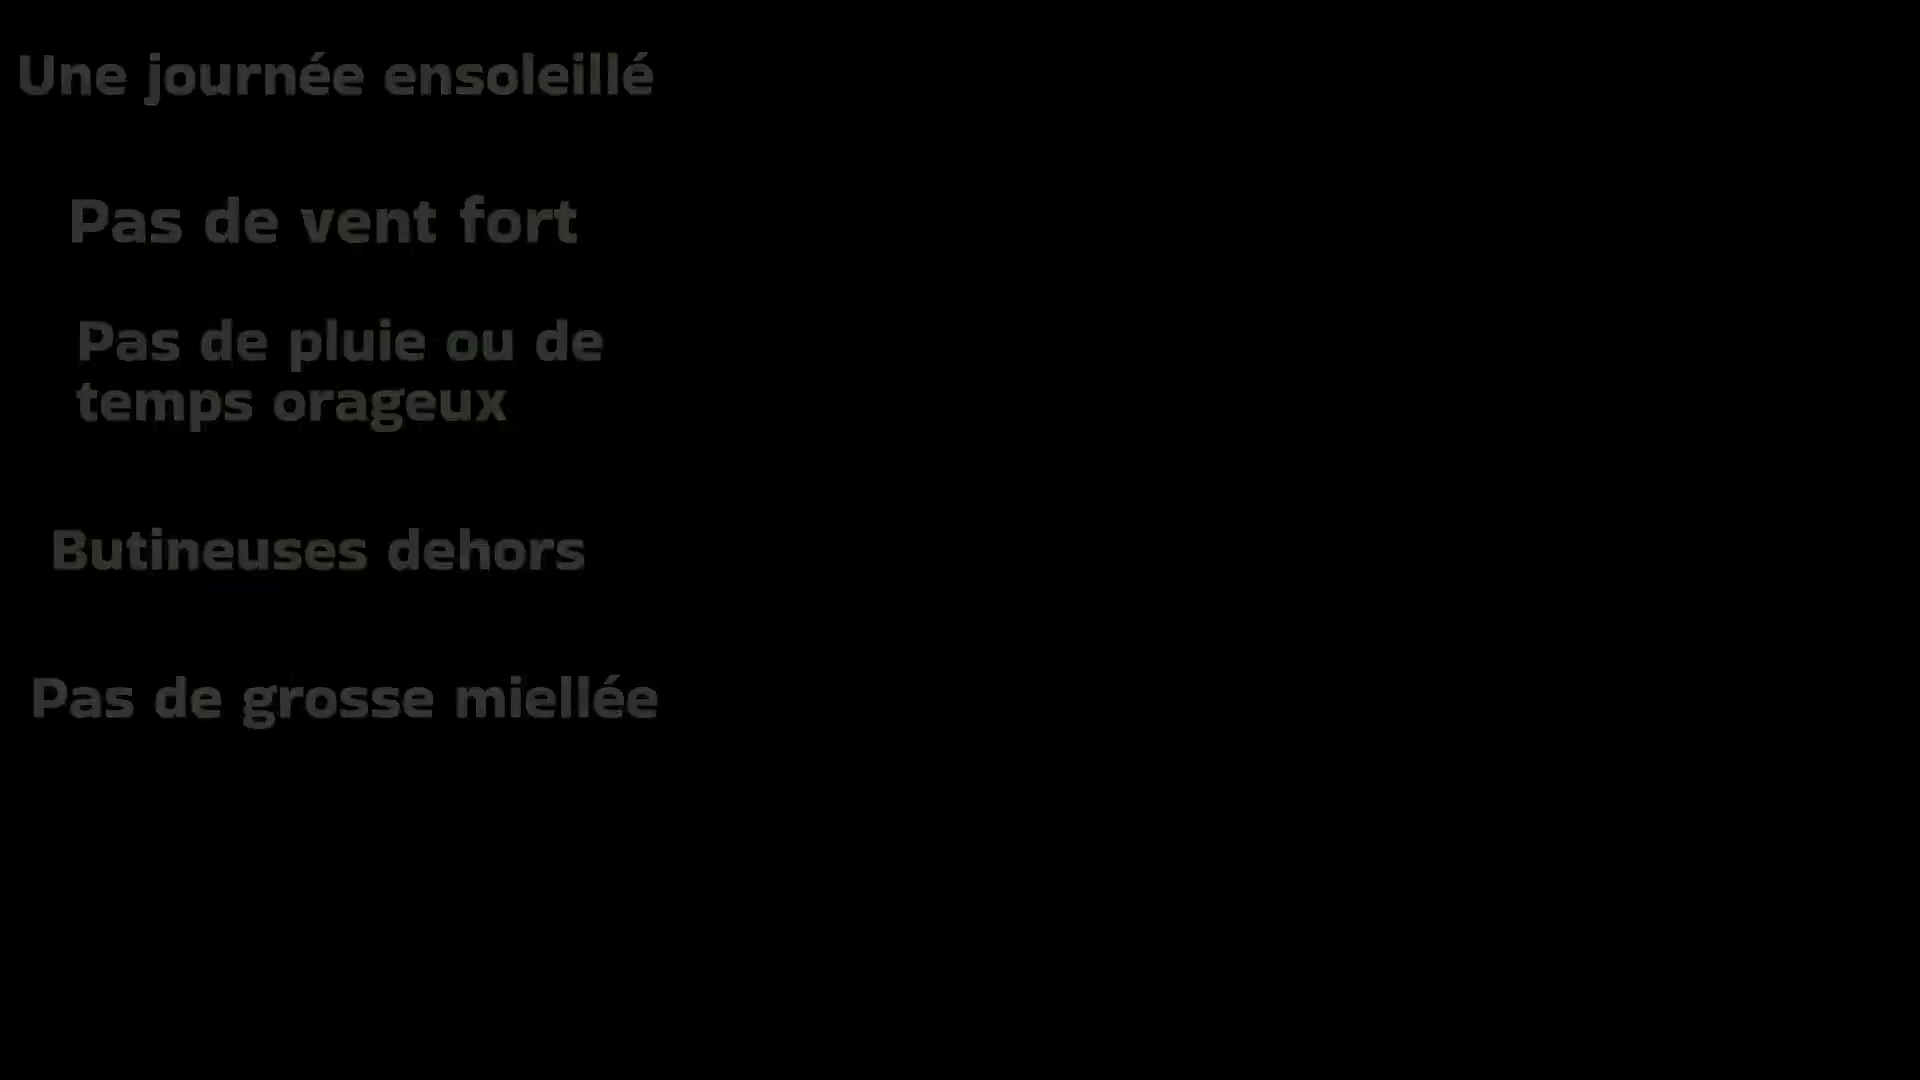 Une journée ensoleillé
Pas de vent fort
Pas de pluie ou de
temps orageux
Butineuses dehors
Pas de grosse miellée